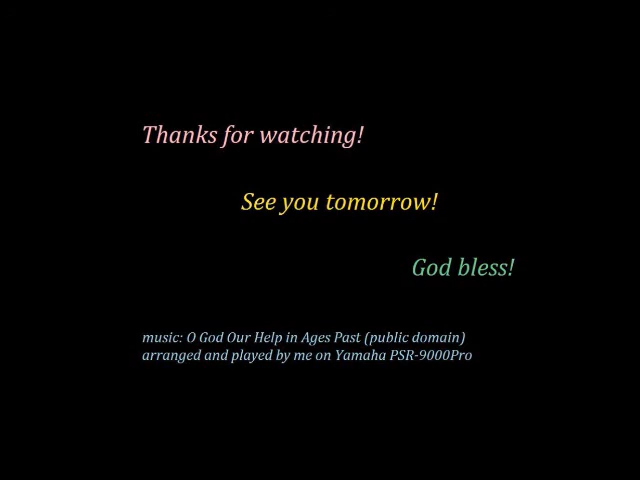 Thanks for watching!
See you tomorrow!
God bless!
music: O God Our Help in Ages Past (public domain)
arranged and played by me on Yamaha PSR-9000Pro